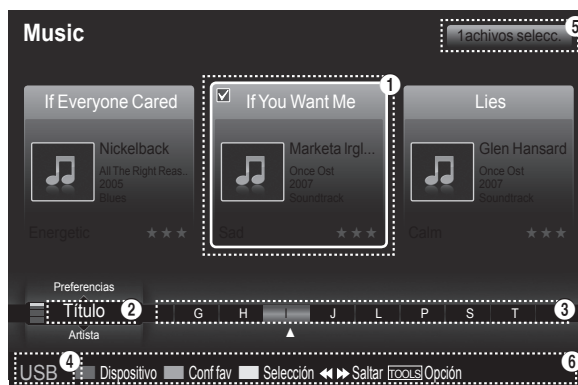 Music
1achivos selecc.
5
1
If Everyone Cared
If You Want Me
Lies
Nickelback
All The Right Reas..
2005
Blues
Energetic
Marketa Irgl...
Once Ost
2007
Soundtrack
Sad
Glen Hansard
Once Ost
2007
Soundtrack
Calm
Preferencias
Título
2
G H I J L P S T
3
Artista
USB
4
Dispositivo Conf fav Selección Saltar TOOLS Opción
6